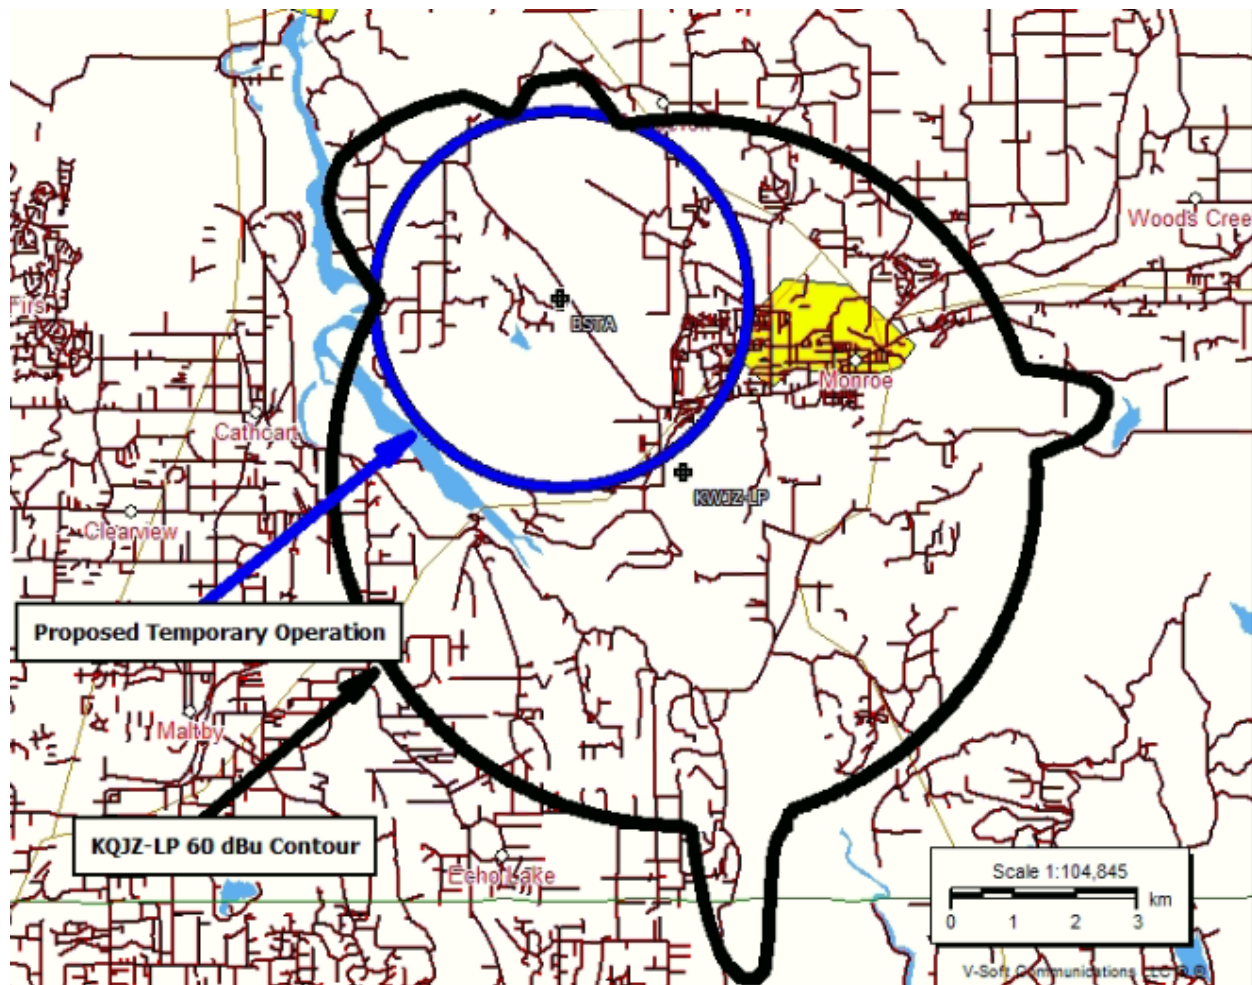 Woods Cree
Firs
BSTA
Monroe
Cathcart
KWJZ-LP
Clearview
Proposed Temporary Operation
Maltby
KQJZ-LP 60 dBu Contour
Echo Lake
Scale 1:104,845
km
0 1 2 3
V-Soft Communications LLC ® ®